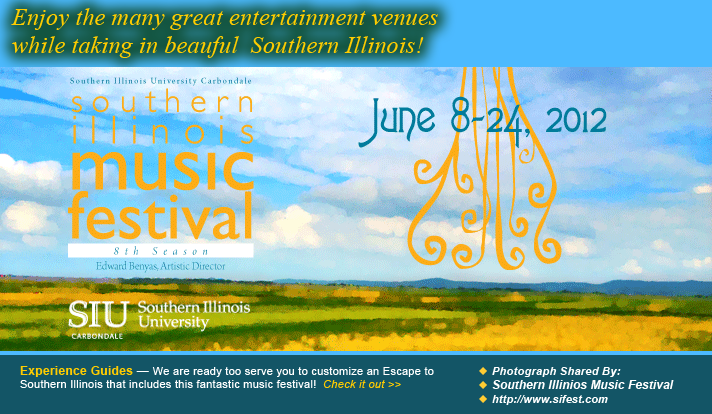 Enjoy the many great entertainment venues
while taking in beauful Southern Illinois!
Southern Illinois University Carbondale
southern
illinois
music
festival
8th Season
Edward Benyas, Artistic Director
June 8-24, 2012
SIU Southern Illinois
University
CARBONDALE
Experience Guides — We are ready too serve you to customize an Escape to
Southern Illinois that includes this fantastic music festival! Check it out >>
◆ Photograph Shared By:
◆ Southern Illinios Music Festival
◆ http://www.sifest.com